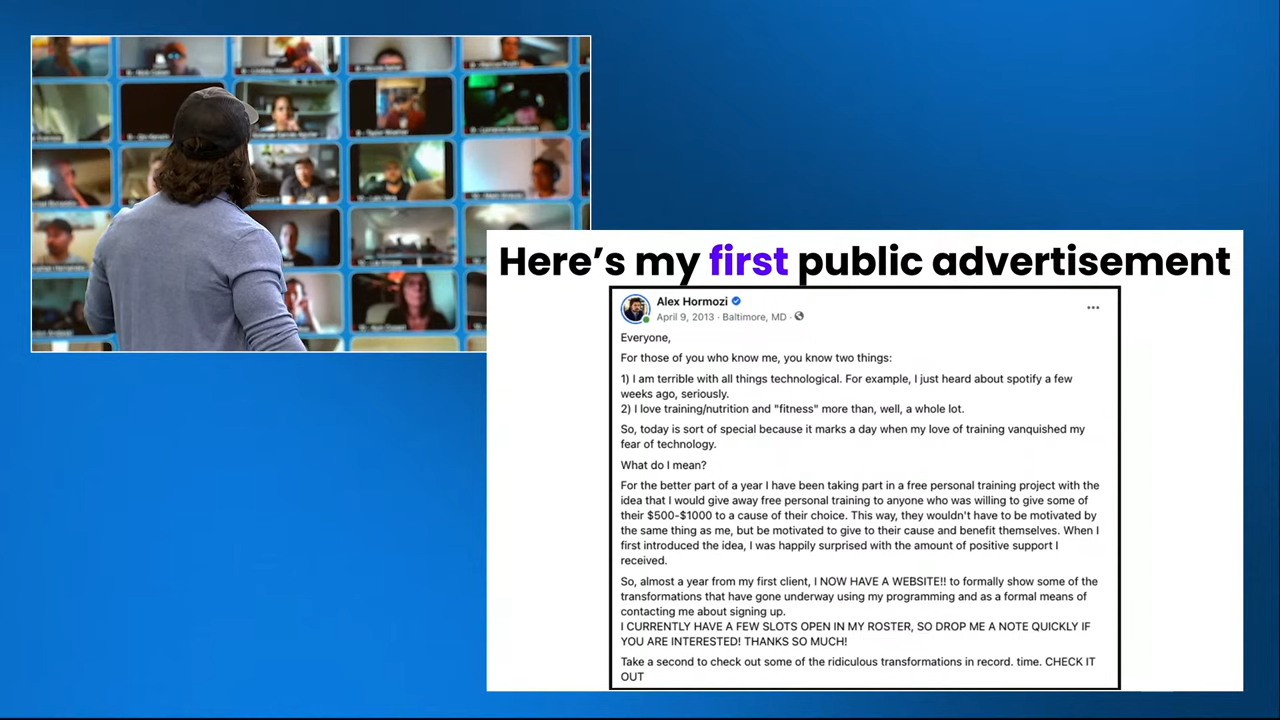 Here's my first public advertisement
Alex Hormozi
April 9, 2013 · Baltimore, MD ·
Everyone,
For those of you who know me, you know two things:
1) I am terrible with all things technological. For example, I just heard about spotify a few
weeks ago, seriously.
2) I love training/nutrition and "fitness" more than, well, a whole lot.
So, today is sort of special because it marks a day when my love of training vanquished my
fear of technology.
What do I mean?
For the better part of a year I have been taking part in a free personal training project with the
idea that I would give away free personal training to anyone who was willing to give some of
their $500-$1000 to a cause of their choice. This way, they wouldn't have to be motivated by
the same thing as me, but be motivated to give to their cause and benefit themselves. When I
first introduced the idea, I was happily surprised with the amount of positive support I
received.
So, almost a year from my first client, I NOW HAVE A WEBSITE!! to formally show some of the
transformations that have gone underway using my programming and as a formal means of
contacting me about signing up.
I CURRENTLY HAVE A FEW SLOTS OPEN IN MY ROSTER, SO DROP ME A NOTE QUICKLY IF
YOU ARE INTERESTED! THANKS SO MUCH!
Take a second to check out some of the ridiculous transformations in record. time. CHECK IT
OUT